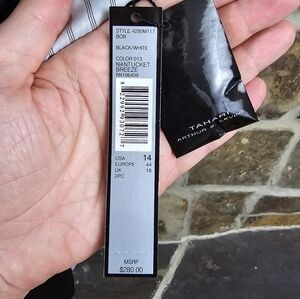 STYLE 4280M117
BOB
BLACK/WHITE
COLOR 013
NANTUCKET
BREEZE
RN106409
USA 14
EUROPE 44
UK 18
2PC
MSRP
$280.00
TAHARI
ARTHUR S. LEVINE